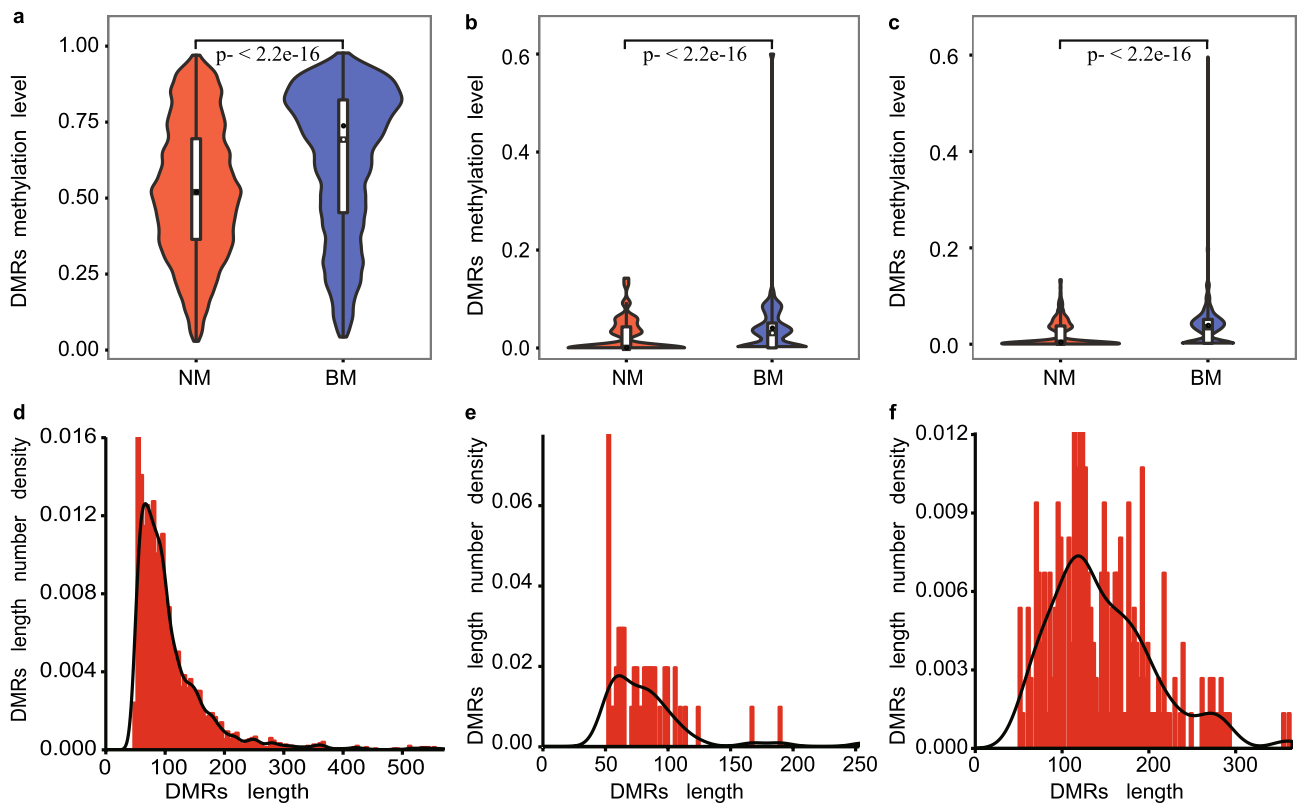 a
DMRs methylation level
1.00
0.75
0.50
0.25
0.00
p- < 2.2e-16
NM
BM
b
DMRs methylation level
0.6
0.4
0.2
0.0
p- < 2.2e-16
NM
BM
c
DMRs methylation level
0.6
0.4
0.2
0.0
p- < 2.2e-16
NM
BM
d
DMRs length number density
0.016
0.012
0.008
0.004
0.000
0 100 200 300 400 500
DMRs length
e
DMRs length number density
0.06
0.04
0.02
0.00
0 50 100 150 200 250
DMRs length
f
DMRs length number density
0.012
0.009
0.006
0.003
0.000
0 100 200 300
DMRs length